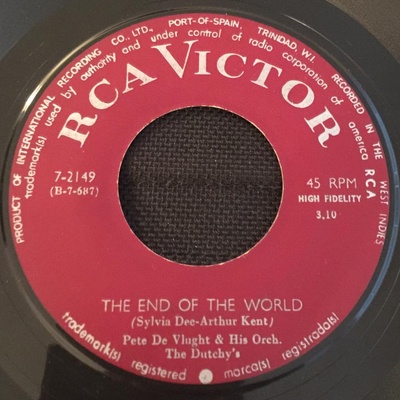 PRODUCT OF INTERNATIONAL RECORDING CO., LTD., PORT-OF-SPAIN, TRINIDAD, W.I. RECORDED IN THE WEST INDIES
trademark(s) used by authority and under control of radio corporation of america RCA
RCA VICTOR
7-2149
(B-7-687)
45 RPM
HIGH FIDELITY
3.10
THE END OF THE WORLD
(Sylvia Dee-Arthur Kent)
Pete De Vlught & His Orch.
The Dutchy's
trademark(s) registered marca(s) registrada(s)